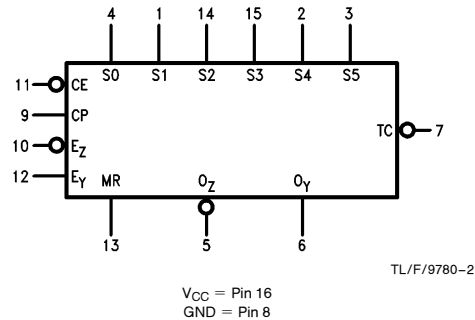 4 1 14 15 2 3
S0 S1 S2 S3 S4 S5
11 CE
9 CP
TC 7
10 EZ
12 EY
MR OZ OY
13 5 6
TL/F/9780–2
VCC = Pin 16
GND = Pin 8